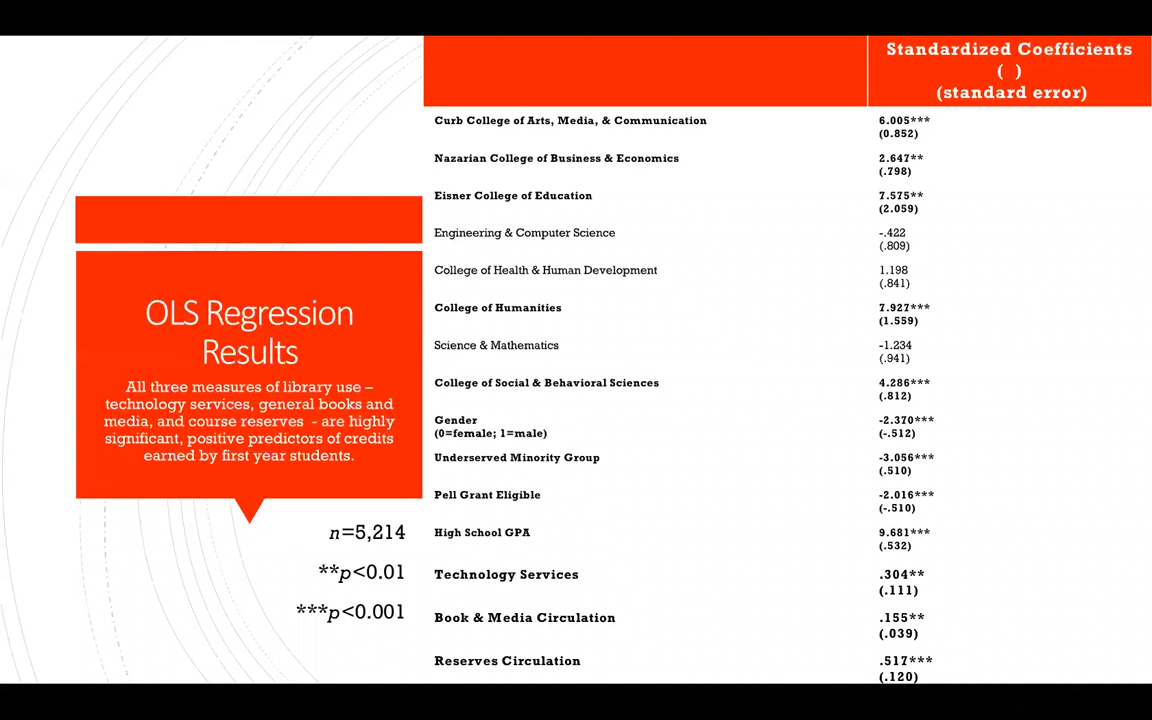 OLS Regression
Results
All three measures of library use –
technology services, general books and
media, and course reserves - are highly
significant, positive predictors of credits
earned by first year students.
n=5,214
**p<0.01
***p<0.001
Standardized Coefficients
( )
(standard error)
Curb College of Arts, Media, & Communication
6.005***
(0.852)
Nazarian College of Business & Economics
2.647**
(.798)
Eisner College of Education
7.575**
(2.059)
Engineering & Computer Science
-.422
(.809)
College of Health & Human Development
1.198
(.841)
College of Humanities
7.927***
(1.559)
Science & Mathematics
-1.234
(.941)
College of Social & Behavioral Sciences
4.286***
(.812)
Gender
(0=female; 1=male)
-2.370***
(-.512)
Underserved Minority Group
-3.056***
(.510)
Pell Grant Eligible
-2.016***
(-.510)
High School GPA
9.681***
(.532)
Technology Services
.304**
(.111)
Book & Media Circulation
.155**
(.039)
Reserves Circulation
.517***
(.120)